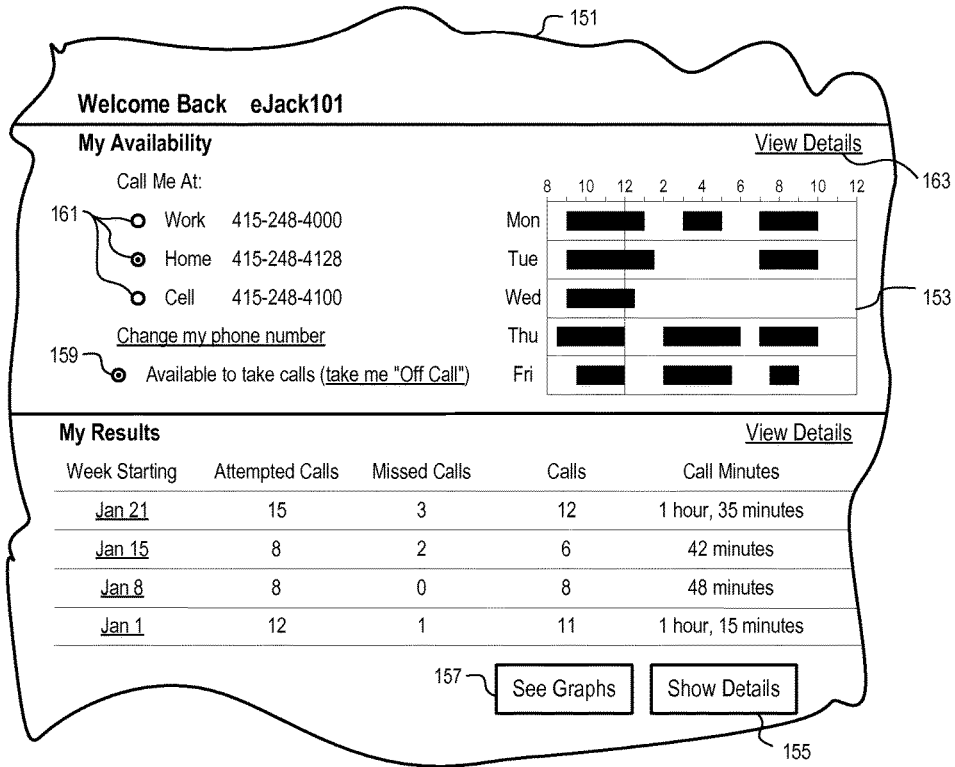 151
Welcome Back eJack101
My Availability View Details
163
Call Me At:
8 10 12 2 4 6 8 10 12
161
Work 415-248-4000
Home 415-248-4128
Cell 415-248-4100
Mon
Tue
Wed
Thu
Fri
153
Change my phone number
159
Available to take calls (take me "Off Call")
My Results View Details
Week Starting Attempted Calls Missed Calls Calls Call Minutes
Jan 21 15 3 12 1 hour, 35 minutes
Jan 15 8 2 6 42 minutes
Jan 8 8 0 8 48 minutes
Jan 1 12 1 11 1 hour, 15 minutes
157 See Graphs Show Details
155